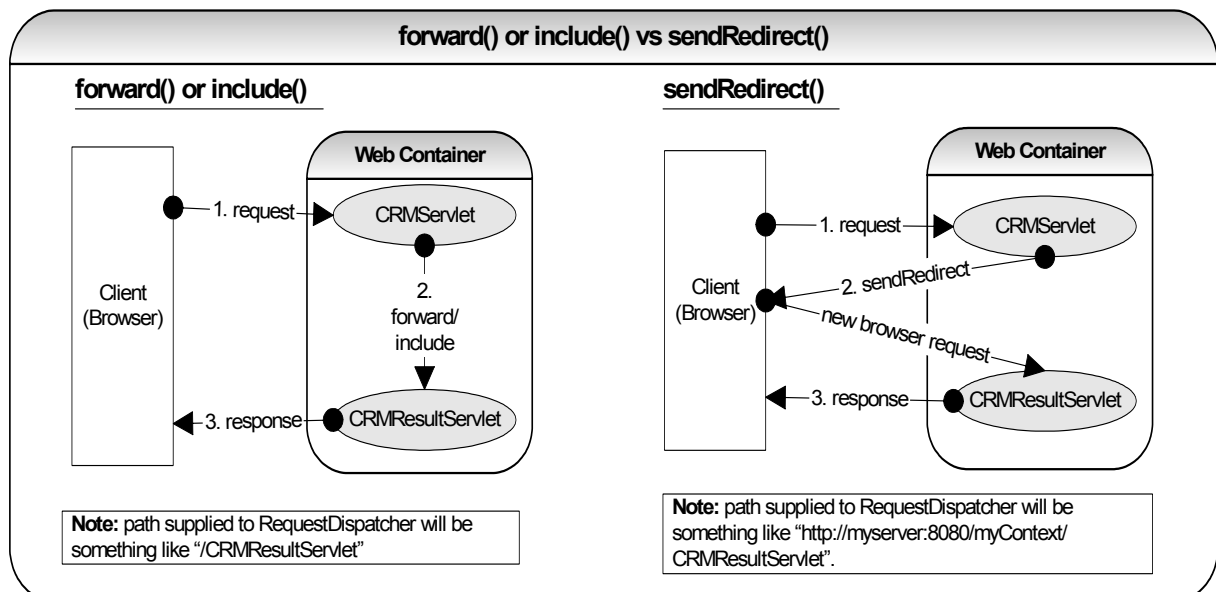 forward() or include() vs sendRedirect()
forward() or include()
Web Container
1. request
CRMServlet
Client
(Browser)
2.
forward/
include
3. response
CRMResultServlet
Note: path supplied to RequestDispatcher will be
something like “/CRMResultServlet”
sendRedirect()
Web Container
1. request
CRMServlet
2. sendRedirect
Client
(Browser)
new browser request
3. response
CRMResultServlet
Note: path supplied to RequestDispatcher will be
something like “http://myserver:8080/myContext/
CRMResultServlet”.